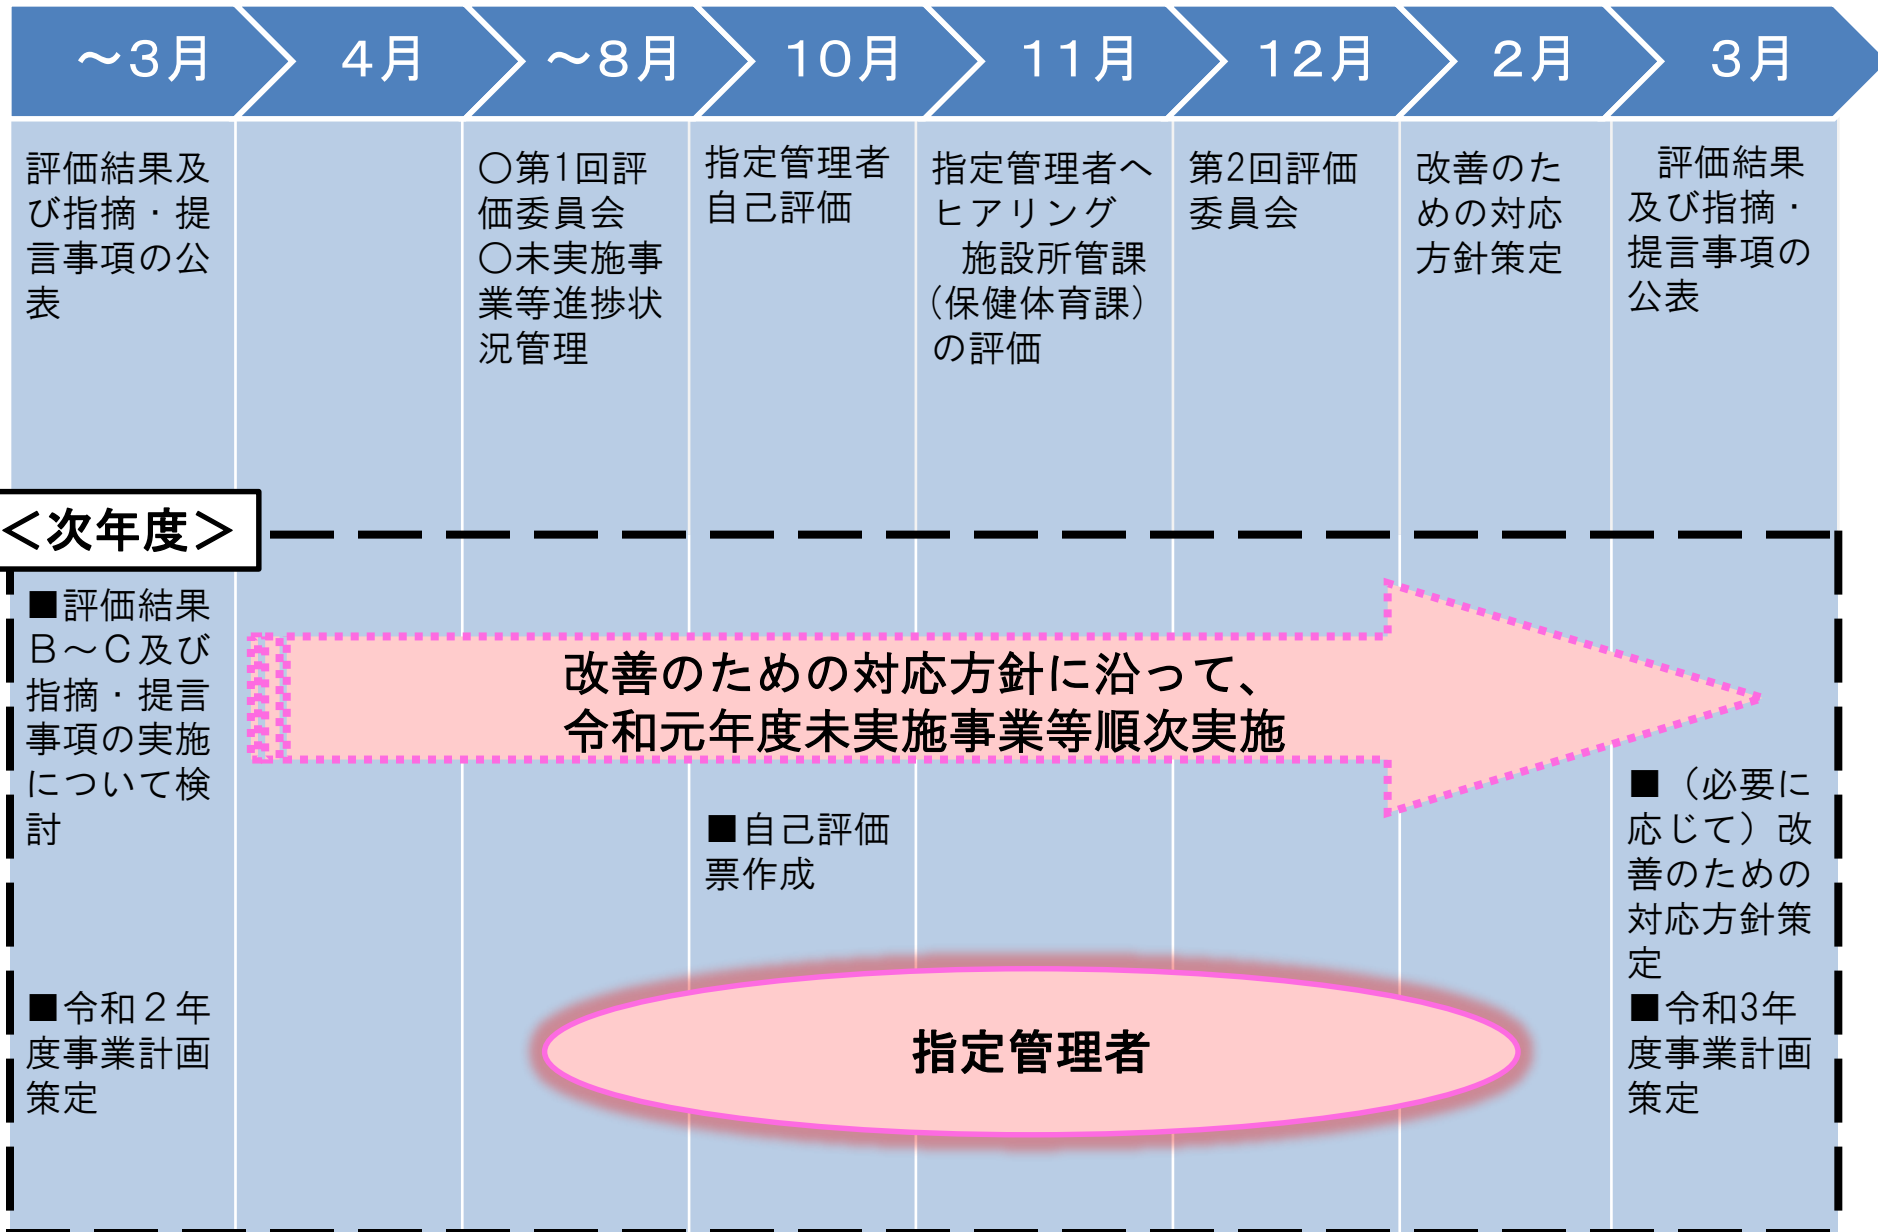 ～3月
4月
～8月
10月
11月
12月
2月
3月
評価結果及
び指摘・提
言事項の公
表
○第1回評
価委員会
○未実施事
業等進捗状
況管理
指定管理者
自己評価
指定管理者へ
ヒアリング
施設所管課
（保健体育課）
の評価
第2回評価
委員会
改善のた
めの対応
方針策定
評価結果
及び指摘・
提言事項の
公表
＜次年度＞
■評価結果
Ｂ～Ｃ及び
指摘・提言
事項の実施
について検
討
■令和２年
度事業計画
策定
改善のための対応方針に沿って、
令和元年度未実施事業等順次実施
■自己評価
票作成
指定管理者
■（必要に
応じて）改
善のための
対応方針策
定
■令和3年
度事業計画
策定